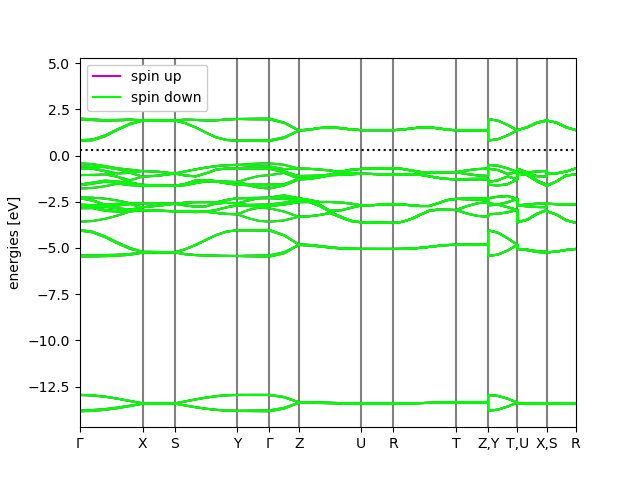 5.0
2.5
0.0
−2.5
−5.0
−7.5
−10.0
−12.5
energies [eV]
spin up
spin down
Γ X S Y Γ Z U R T Z,Y T,U X,S R